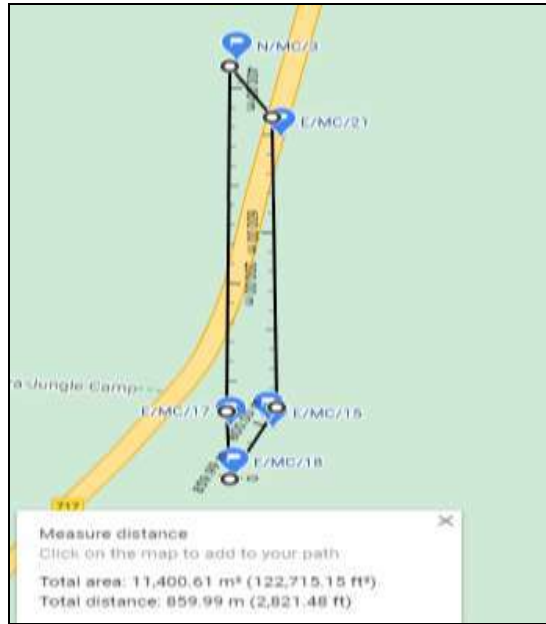 N/MC/3
E/MC/21
a Jungle Camp
E/MC/17
E/MC/15
E/MC/18
859.99
717
Measure distance
Click on the map to add to your path
Total area: 11,400.61 m² (122,715.15 ft²)
Total distance: 859.99 m (2,821.48 ft)